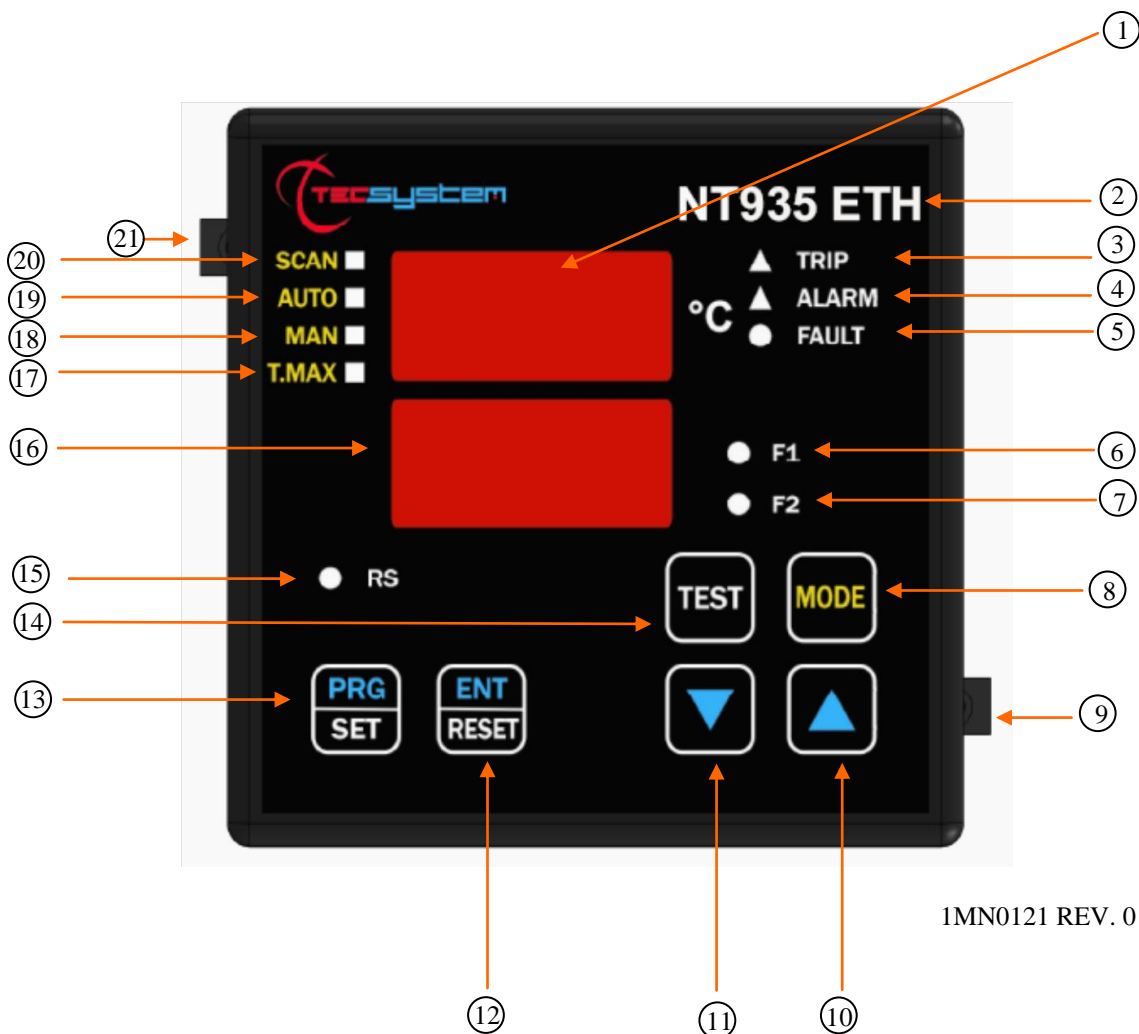 1
TECSYSTEM
NT935 ETH
2
21
SCAN
20
TRIP
3
AUTO
19
ALARM
4
°C
MAN
18
FAULT
5
T.MAX
17
16
F1
6
F2
7
15
RS
TEST
MODE
8
14
PRG
SET
13
ENT
RESET
9
1MN0121 REV. 0
12
11
10